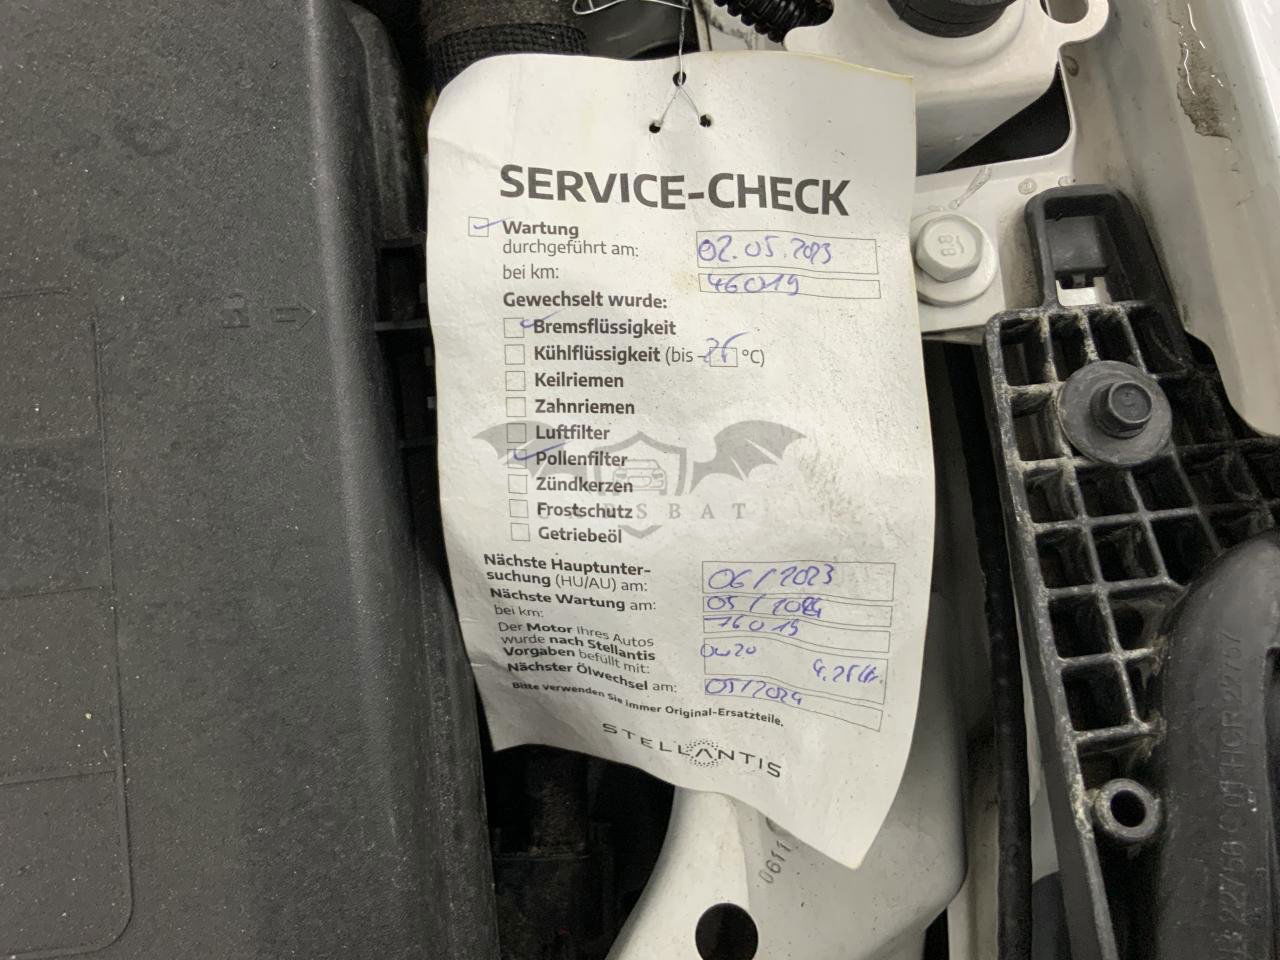 SERVICE-CHECK
Wartung
durchgeführt am: 02.05.2023
bei km: 46019
Gewechselt wurde:
Bremsflüssigkeit
Kühlflüssigkeit (bis - °C)
Keilriemen
Zahnriemen
Luftfilter
Pollenfilter
Zündkerzen
Frostschutz
Getriebeöl
Nächste Hauptunter-
suchung (HU/AU) am: 06/2023
Nächste Wartung am: 05/2024
bei km: 76019
Der Motor Ihres Autos
wurde nach Stellantis 0w20
Vorgaben befüllt mit:
Nächster Ölwechsel am: 05/2024
Bitte verwenden Sie immer Original-Ersatzteile.
STELLANTIS
8.8
0611